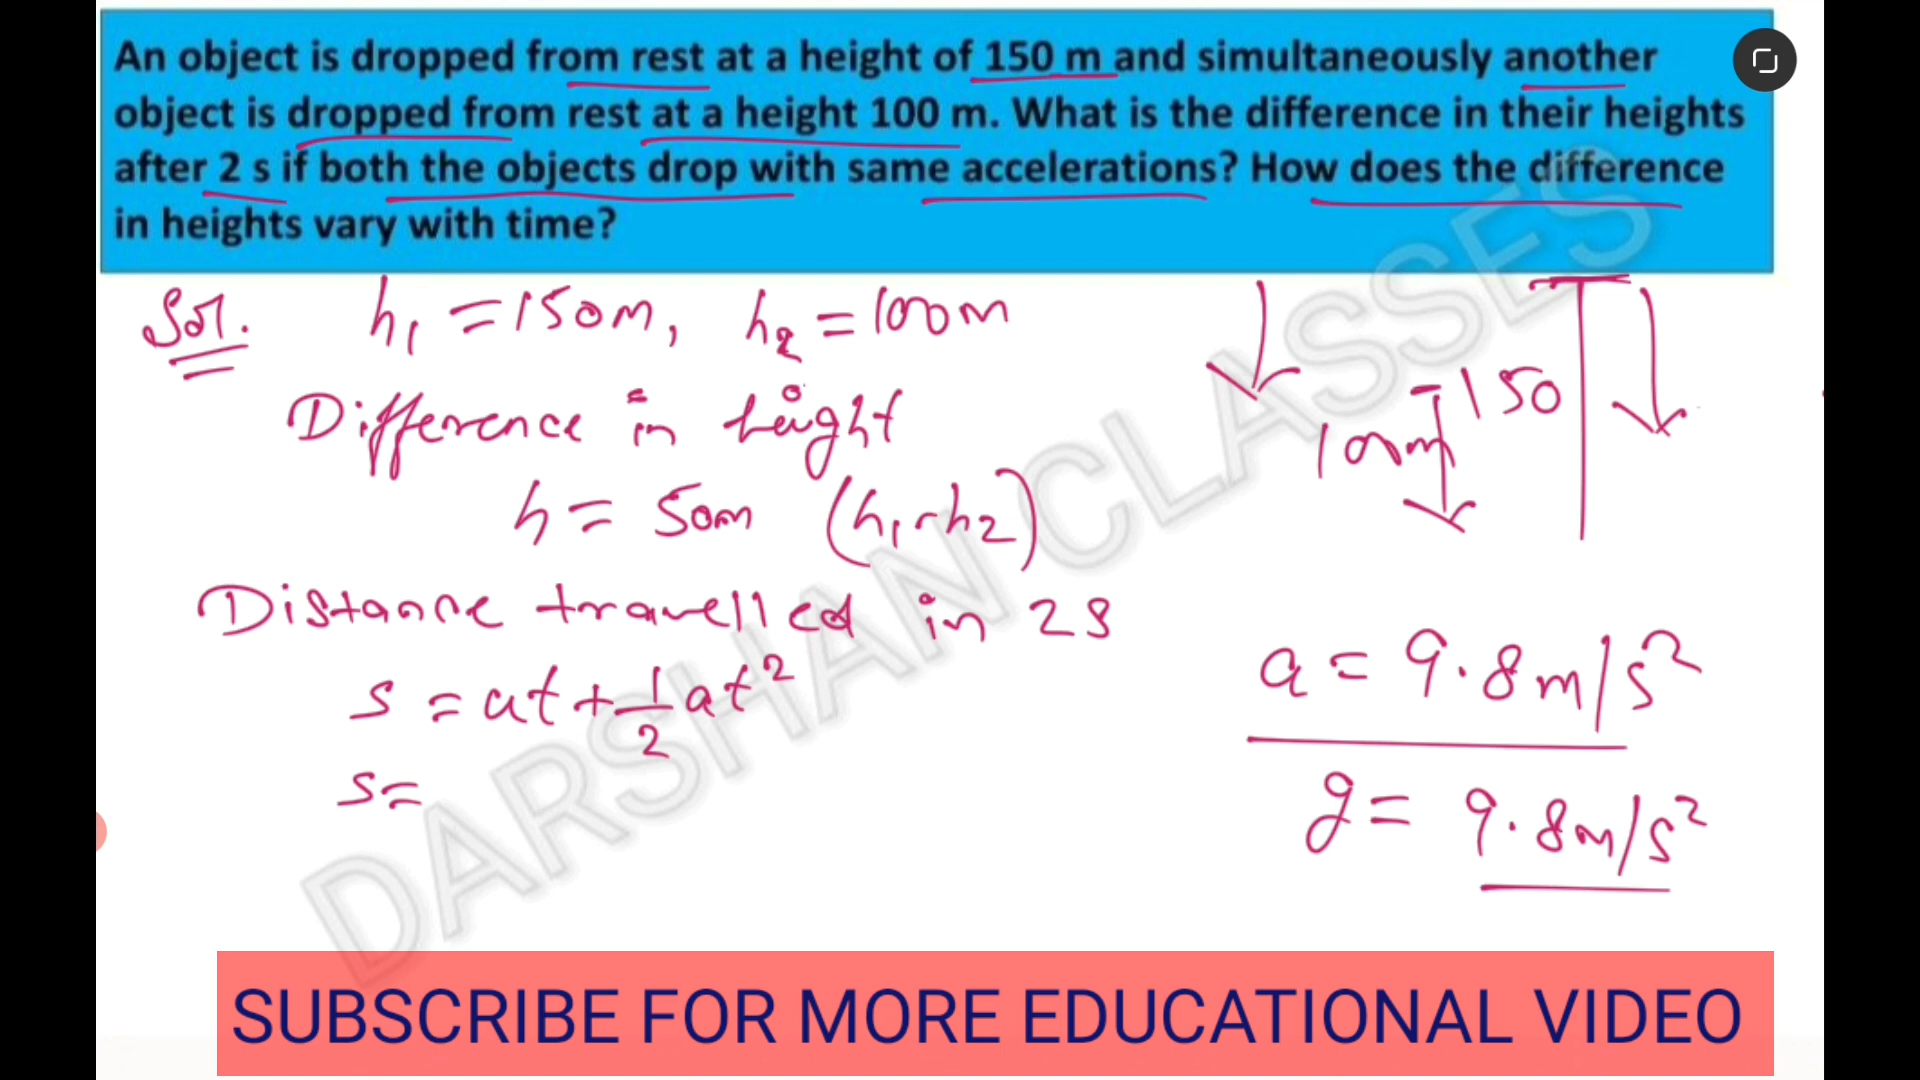 An object is dropped from rest at a height of 150 m and simultaneously another
object is dropped from rest at a height 100 m. What is the difference in their heights
after 2 s if both the objects drop with same accelerations? How does the difference
in heights vary with time?
Sol. h₁ = 150m, h₂ = 100m
Difference in height
h = 50m (h₁-h₂)
Distance travelled in 2s
s = ut + 1/2 at²
s =
150
100m
a = 9.8m/s²
g = 9.8m/s²
DARSHAN CLASSES
SUBSCRIBE FOR MORE EDUCATIONAL VIDEO